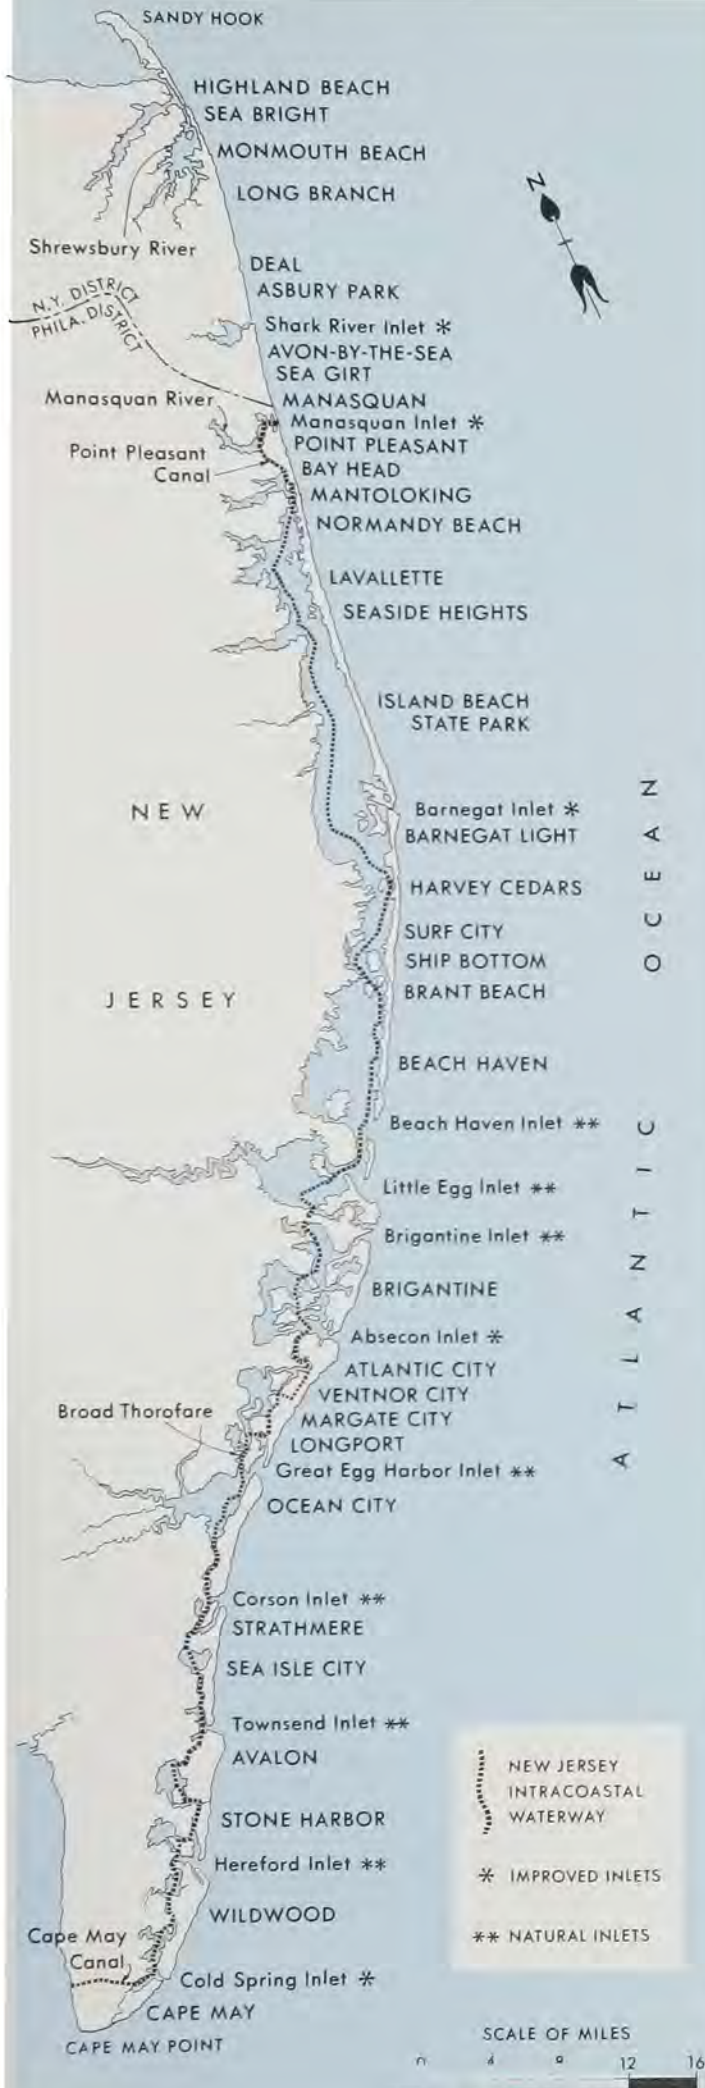 SANDY HOOK
HIGHLAND BEACH
SEA BRIGHT
MONMOUTH BEACH
LONG BRANCH
N
Shrewsbury River
DEAL
ASBURY PARK
N.Y. DISTRICT
PHILA. DISTRICT
Shark River Inlet *
AVON-BY-THE-SEA
SEA GIRT
MANASQUAN
Manasquan River
Manasquan Inlet *
POINT PLEASANT
Point Pleasant
Canal
BAY HEAD
MANTOLOKING
NORMANDY BEACH
LAVALLETTE
SEASIDE HEIGHTS
ISLAND BEACH
STATE PARK
NEW
JERSEY
Barnegat Inlet *
BARNEGAT LIGHT
HARVEY CEDARS
SURF CITY
SHIP BOTTOM
BRANT BEACH
BEACH HAVEN
Beach Haven Inlet **
Little Egg Inlet **
Brigantine Inlet **
BRIGANTINE
Absecon Inlet *
ATLANTIC CITY
VENTNOR CITY
Broad Thorofare
MARGATE CITY
LONGPORT
Great Egg Harbor Inlet **
OCEAN CITY
ATLANTIC OCEAN
Corson Inlet **
STRATHMERE
SEA ISLE CITY
Townsend Inlet **
AVALON
STONE HARBOR
Hereford Inlet **
WILDWOOD
Cape May
Canal
Cold Spring Inlet *
CAPE MAY
CAPE MAY POINT
NEW JERSEY
INTRACOASTAL
WATERWAY
* IMPROVED INLETS
** NATURAL INLETS
SCALE OF MILES
12 16